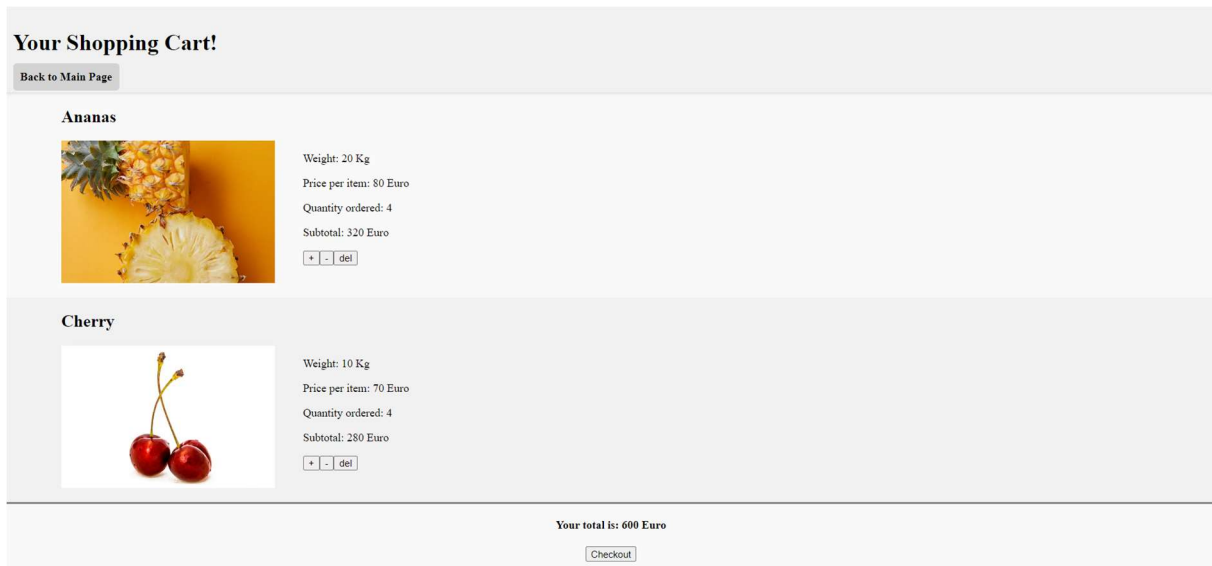 Your Shopping Cart!
Back to Main Page
Ananas
Weight: 20 Kg
Price per item: 80 Euro
Quantity ordered: 4
Subtotal: 320 Euro
+ - del
Cherry
Weight: 10 Kg
Price per item: 70 Euro
Quantity ordered: 4
Subtotal: 280 Euro
+ - del
Your total is: 600 Euro
Checkout